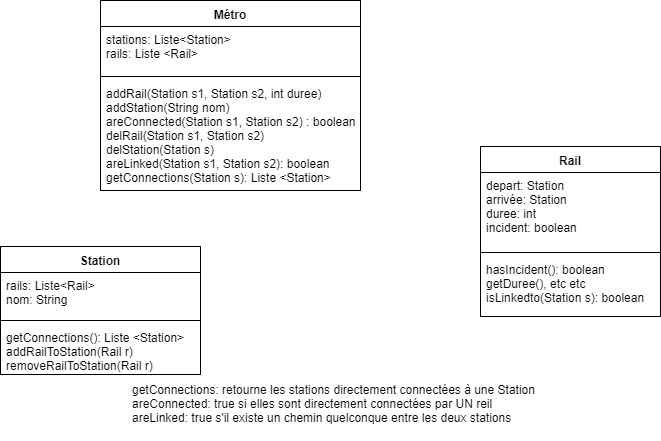 Métro
stations: Liste<Station>
rails: Liste <Rail>
addRail(Station s1, Station s2, int duree)
addStation(String nom)
areConnected(Station s1, Station s2) : boolean
delRail(Station s1, Station s2)
delStation(Station s)
areLinked(Station s1, Station s2): boolean
getConnections(Station s): Liste <Station>
Rail
depart: Station
arrivée: Station
duree: int
incident: boolean
hasIncident(): boolean
getDuree(), etc etc
isLinkedto(Station s): boolean
Station
rails: Liste<Rail>
nom: String
getConnections(): Liste <Station>
addRailToStation(Rail r)
removeRailToStation(Rail r)
getConnections: retourne les stations directement connectées à une Station
areConnected: true si elles sont directement connectées par UN reil
areLinked: true s'il existe un chemin quelconque entre les deux stations